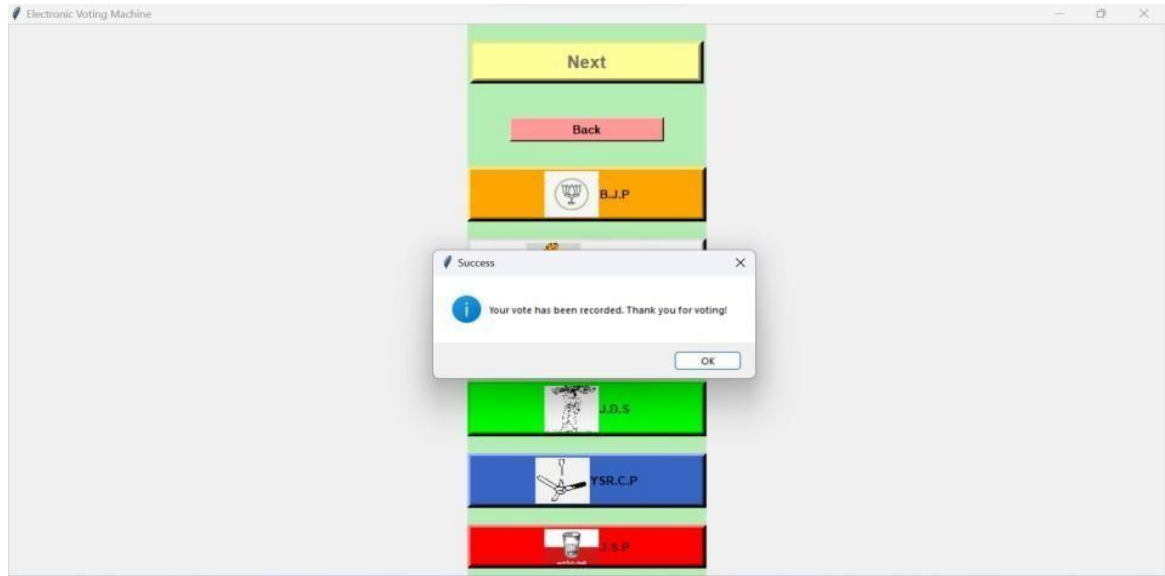 Electronic Voting Machine
Next
Back
B.J.P
Success
Your vote has been recorded. Thank you for voting!
OK
J.D.S
YSR.C.P
J.S.P